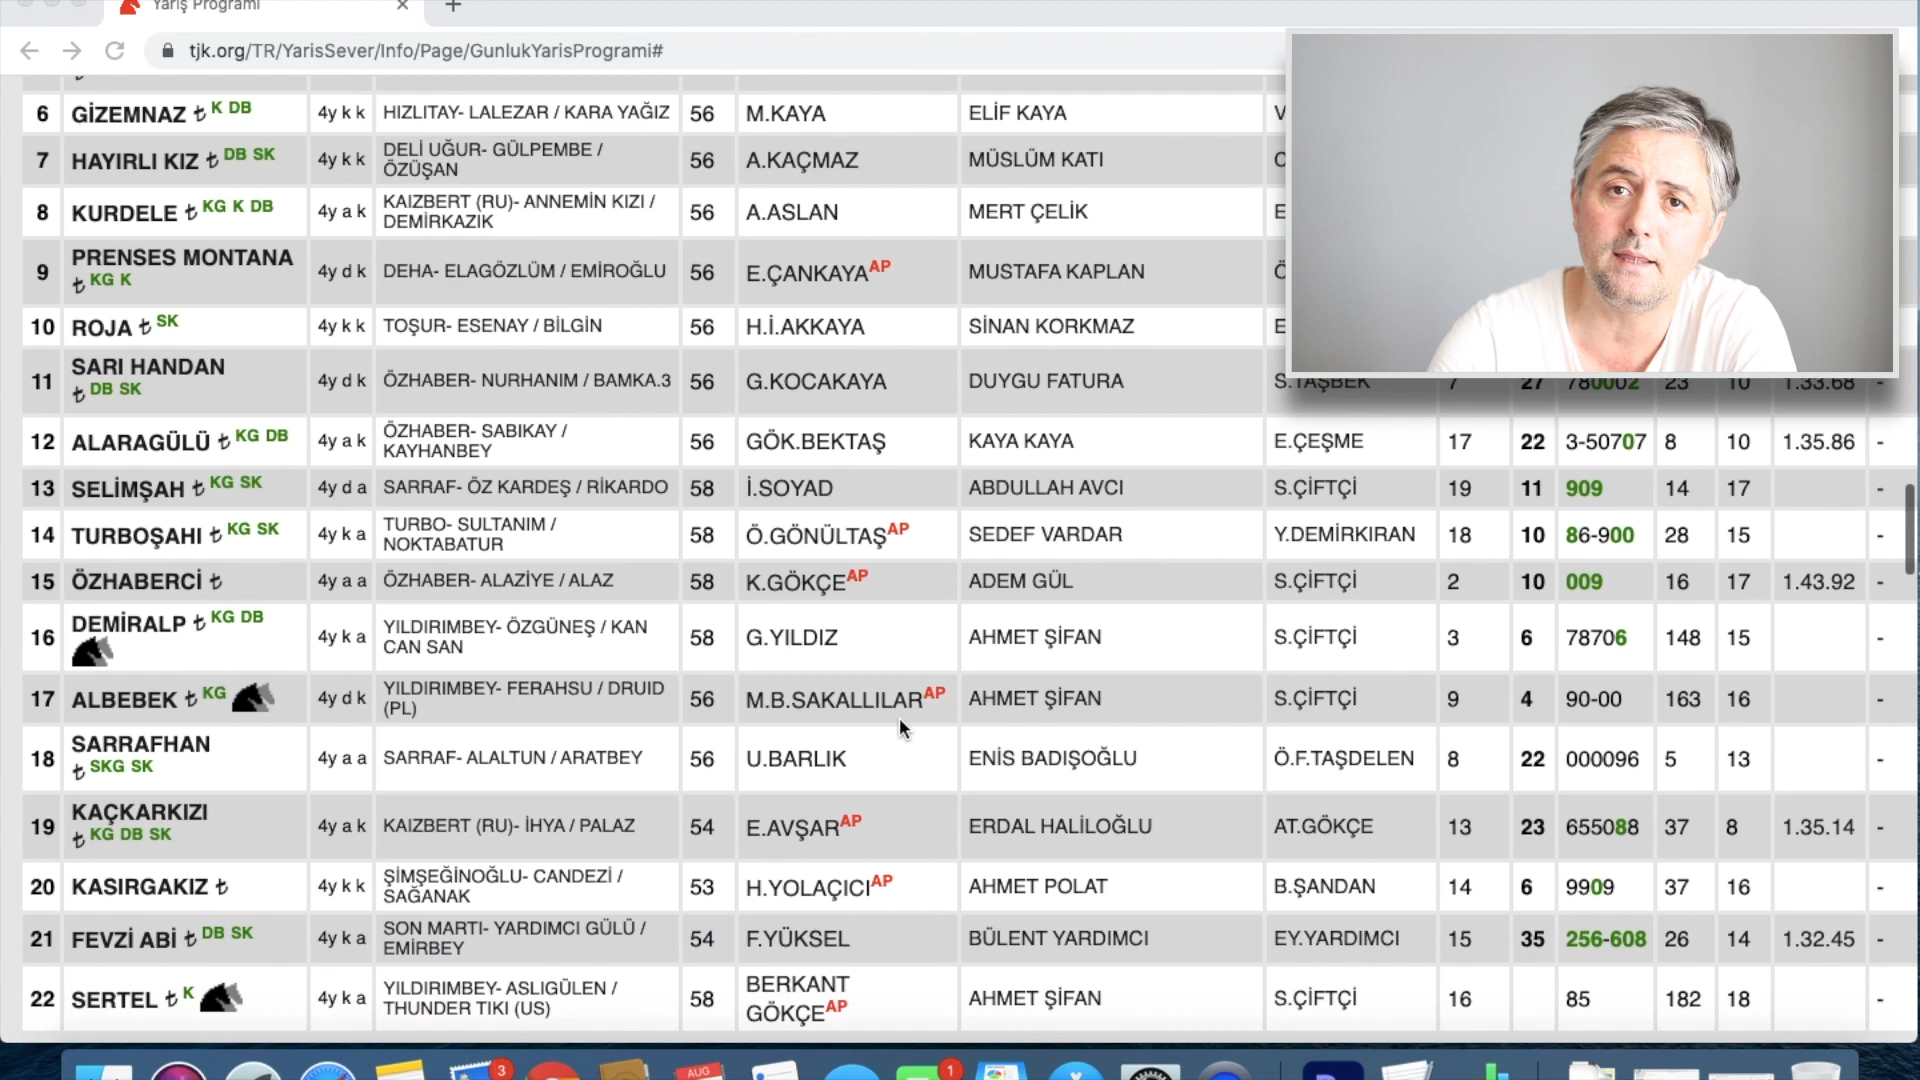 Yarış Programı
tjk.org/TR/YarisSever/Info/Page/GunlukYarisProgrami#
6 GİZEMNAZ ₺ K DB 4y k k HIZLITAY- LALEZAR / KARA YAĞIZ 56 M.KAYA ELİF KAYA
7 HAYIRLI KIZ ₺ DB SK 4y k k DELİ UĞUR- GÜLPEMBE / ÖZÜŞAN 56 A.KAÇMAZ MÜSLÜM KATI
8 KURDELE ₺ KG K DB 4y a k KAIZBERT (RU)- ANNEMİN KIZI / DEMİRKAZIK 56 A.ASLAN MERT ÇELİK
9 PRENSES MONTANA ₺ KG K 4y d k DEHA- ELAGÖZLÜM / EMİROĞLU 56 E.ÇANKAYA AP MUSTAFA KAPLAN
10 ROJA ₺ SK 4y k k TOŞUR- ESENAY / BİLGİN 56 H.İ.AKKAYA SİNAN KORKMAZ
11 SARI HANDAN ₺ DB SK 4y d k ÖZHABER- NURHANIM / BAMKA.3 56 G.KOCAKAYA DUYGU FATURA S.TAŞBEK 7 27 780002 23 10 1.33.68 -
12 ALARAGÜLÜ ₺ KG DB 4y a k ÖZHABER- SABIKAY / KAYHANBEY 56 GÖK.BEKTAŞ KAYA KAYA E.ÇEŞME 17 22 3-50707 8 10 1.35.86 -
13 SELİMŞAH ₺ KG SK 4y d a SARRAF- ÖZ KARDEŞ / RİKARDO 58 İ.SOYAD ABDULLAH AVCI S.ÇİFTÇİ 19 11 909 14 17 -
14 TURBOŞAHI ₺ KG SK 4y k a TURBO- SULTANIM / NOKTABATUR 58 Ö.GÖNÜLTAŞ AP SEDEF VARDAR Y.DEMİRKIRAN 18 10 86-900 28 15 -
15 ÖZHABERCİ ₺ 4y a a ÖZHABER- ALAZİYE / ALAZ 58 K.GÖKÇE AP ADEM GÜL S.ÇİFTÇİ 2 10 009 16 17 1.43.92 -
16 DEMİRALP ₺ KG DB 4y k a YILDIRIMBEY- ÖZGÜNEŞ / KAN CAN SAN 58 G.YILDIZ AHMET ŞİFAN S.ÇİFTÇİ 3 6 78706 148 15 -
17 ALBEBEK ₺ KG 4y d k YILDIRIMBEY- FERAHSU / DRUID (PL) 56 M.B.SAKALLILAR AP AHMET ŞİFAN S.ÇİFTÇİ 9 4 90-00 163 16 -
18 SARRAFHAN ₺ SKG SK 4y a a SARRAF- ALALTUN / ARATBEY 56 U.BARLIK ENİS BADIŞOĞLU Ö.F.TAŞDELEN 8 22 000096 5 13 -
19 KAÇKARKIZI ₺ KG DB SK 4y a k KAIZBERT (RU)- İHYA / PALAZ 54 E.AVŞAR AP ERDAL HALİLOĞLU AT.GÖKÇE 13 23 655088 37 8 1.35.14 -
20 KASIRGAKIZ ₺ 4y k k ŞİMŞEĞİNOĞLU- CANDEZİ / SAĞANAK 53 H.YOLAÇICI AP AHMET POLAT B.ŞANDAN 14 6 9909 37 16 -
21 FEVZİ ABİ ₺ DB SK 4y k a SON MARTI- YARDIMCI GÜLÜ / EMİRBEY 54 F.YÜKSEL BÜLENT YARDIMCI EY.YARDIMCI 15 35 256-608 26 14 1.32.45 -
22 SERTEL ₺ K 4y k a YILDIRIMBEY- ASLIGÜLEN / THUNDER TIKI (US) 58 BERKANT GÖKÇE AP AHMET ŞİFAN S.ÇİFTÇİ 16 85 182 18 -
3 AUG 1